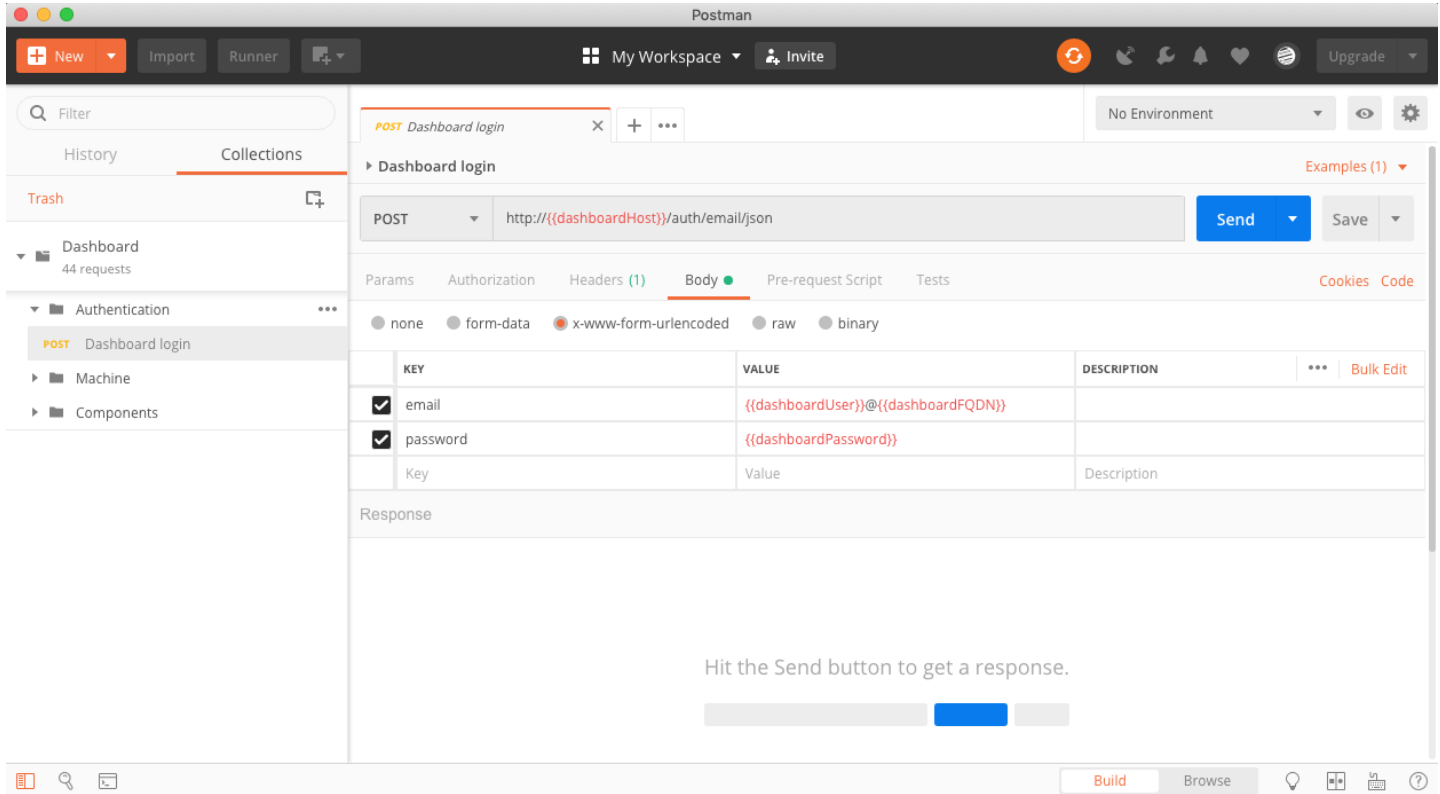 Postman
New Import Runner My Workspace Invite Upgrade
Filter
History Collections
Trash
Dashboard
44 requests
Authentication
POST Dashboard login
Machine
Components
POST Dashboard login
No Environment
Dashboard login
Examples (1)
POST http://{{dashboardHost}}/auth/email/json Send Save
Params Authorization Headers (1) Body Pre-request Script Tests Cookies Code
none form-data x-www-form-urlencoded raw binary
KEY VALUE DESCRIPTION Bulk Edit
email {{dashboardUser}}@{{dashboardFQDN}}
password {{dashboardPassword}}
Key Value Description
Response
Hit the Send button to get a response.
Build Browse